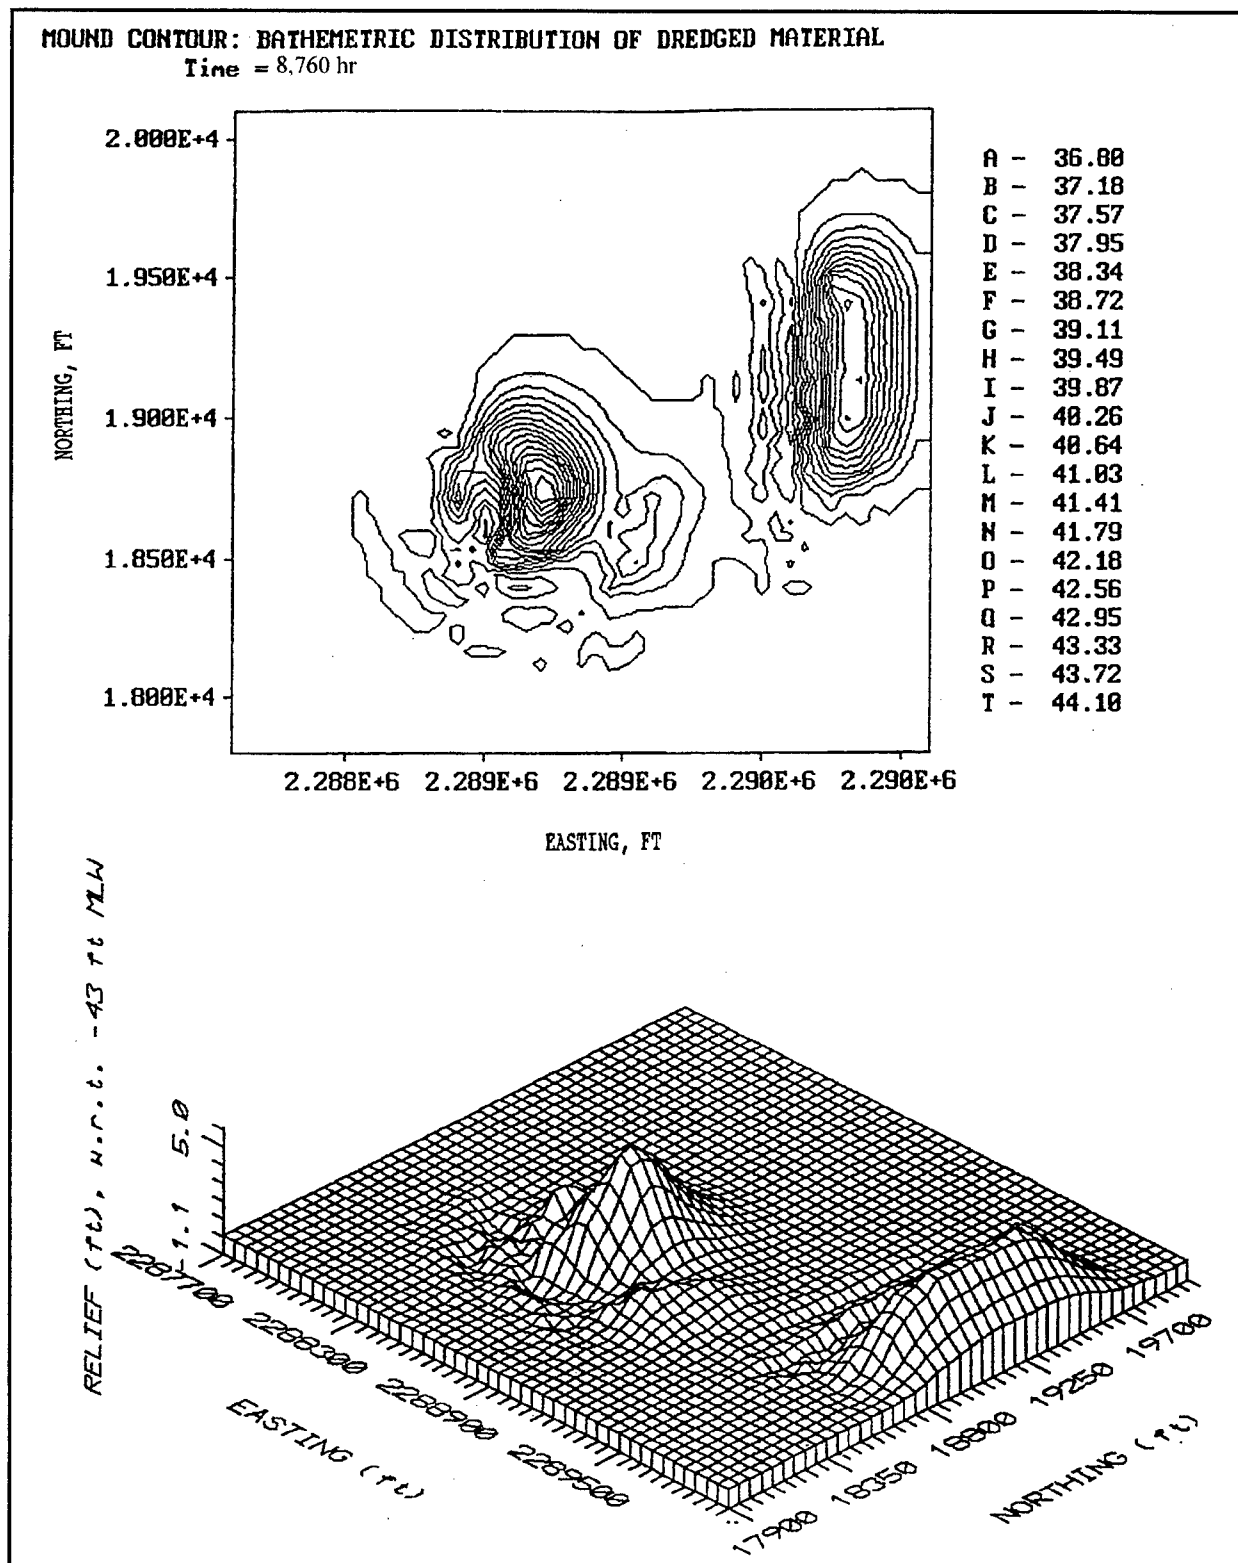 MOUND CONTOUR: BATHEMETRIC DISTRIBUTION OF DREDGED MATERIAL
Time = 8,760 hr
2.000E+4
1.950E+4
1.900E+4
1.850E+4
1.800E+4
NORTHING, FT
A - 36.80
B - 37.18
C - 37.57
D - 37.95
E - 38.34
F - 38.72
G - 39.11
H - 39.49
I - 39.87
J - 40.26
K - 40.64
L - 41.03
M - 41.41
N - 41.79
O - 42.18
P - 42.56
Q - 42.95
R - 43.33
S - 43.72
T - 44.10
2.288E+6 2.289E+6 2.289E+6 2.290E+6 2.290E+6
EASTING, FT
RELIEF (ft), w.r.t. -43 ft MLW
5.0
-1.1
2287700 2288300 2288900 2289500
EASTING (ft)
17900 18350 18800 19250 19700
NORTHING (ft)